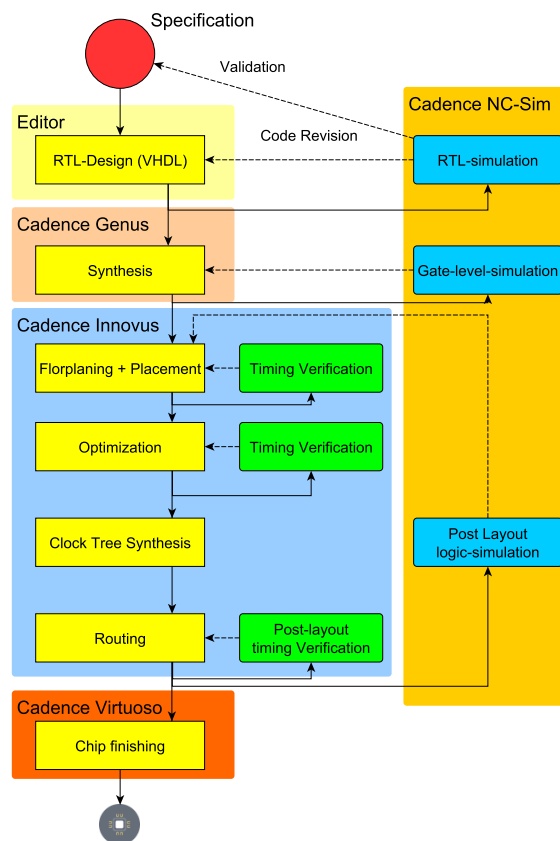 Specification
Validation
Cadence NC-Sim
Editor
Code Revision
RTL-Design (VHDL)
RTL-simulation
Cadence Genus
Synthesis
Gate-level-simulation
Cadence Innovus
Florplaning + Placement
Timing Verification
Optimization
Timing Verification
Clock Tree Synthesis
Post Layout
logic-simulation
Routing
Post-layout
timing Verification
Cadence Virtuoso
Chip finishing